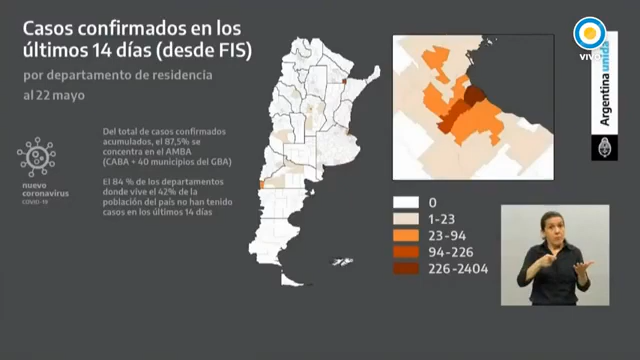 Casos confirmados en los
últimos 14 días (desde FIS)
por departamento de residencia
al 22 mayo
Del total de casos confirmados
acumulados, el 87,5% se
concentra en el AMBA
(CABA + 40 municipios del GBA)
El 84 % de los departamentos
donde vive el 42% de la
población del país no han tenido
casos en los últimos 14 días
nuevo
coronavirus
COVID-19
0
1-23
23-94
94-226
226-2404
VIVO
Argentina unida